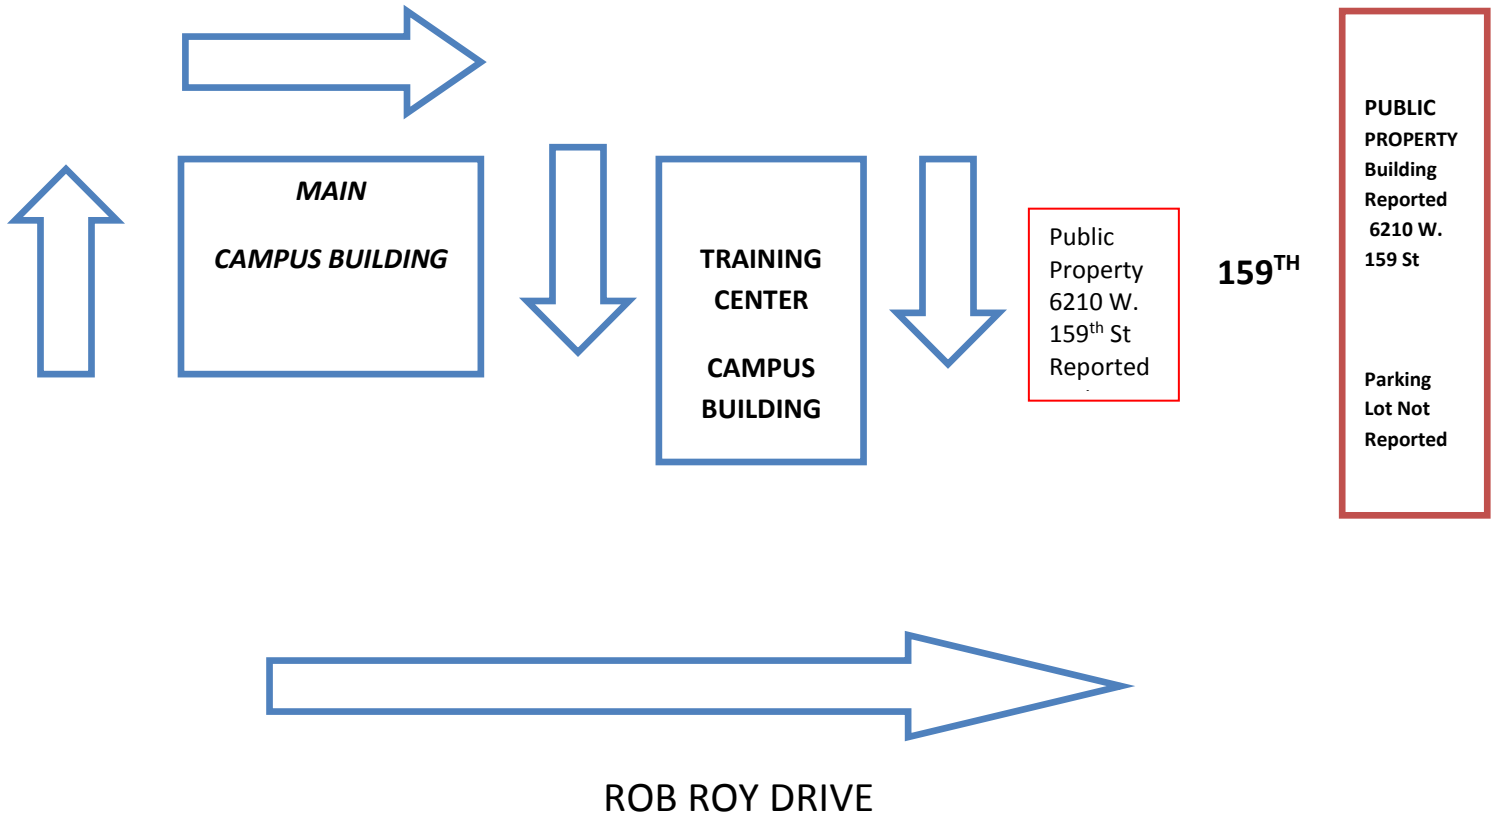 MAIN
CAMPUS BUILDING
TRAINING
CENTER
CAMPUS
BUILDING
Public
Property
6210 W.
159th St
Reported
159TH
PUBLIC
PROPERTY
Building
Reported
6210 W.
159 St
Parking
Lot Not
Reported
ROB ROY DRIVE